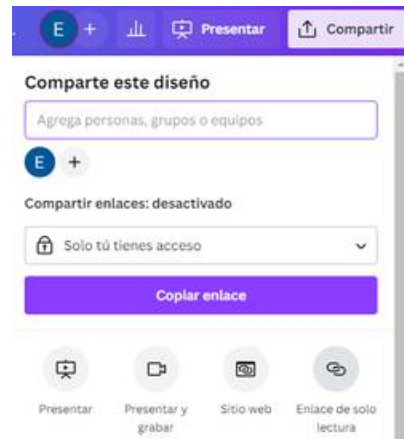 E + Presentar Compartir
Comparte este diseño
Agrega personas, grupos o equipos
E +
Compartir enlaces: desactivado
Solo tú tienes acceso
Copiar enlace
Presentar Presentar y Sitio web Enlace de solo
grabar lectura